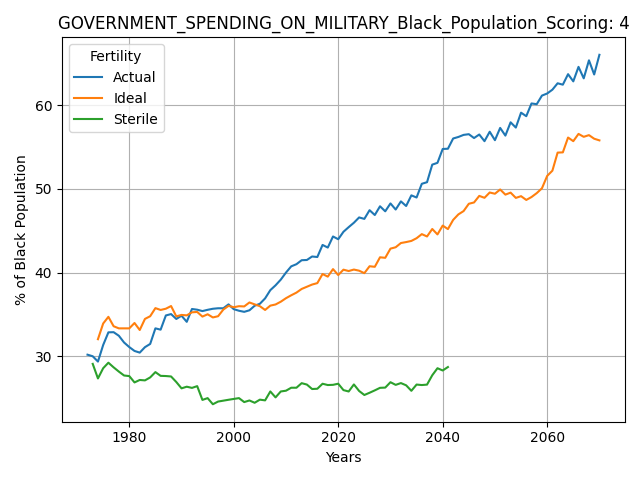 GOVERNMENT_SPENDING_ON_MILITARY_Black_Population_Scoring: 4
Fertility
Actual
Ideal
Sterile
% of Black Population
60
50
40
30
1980 2000 2020 2040 2060
Years